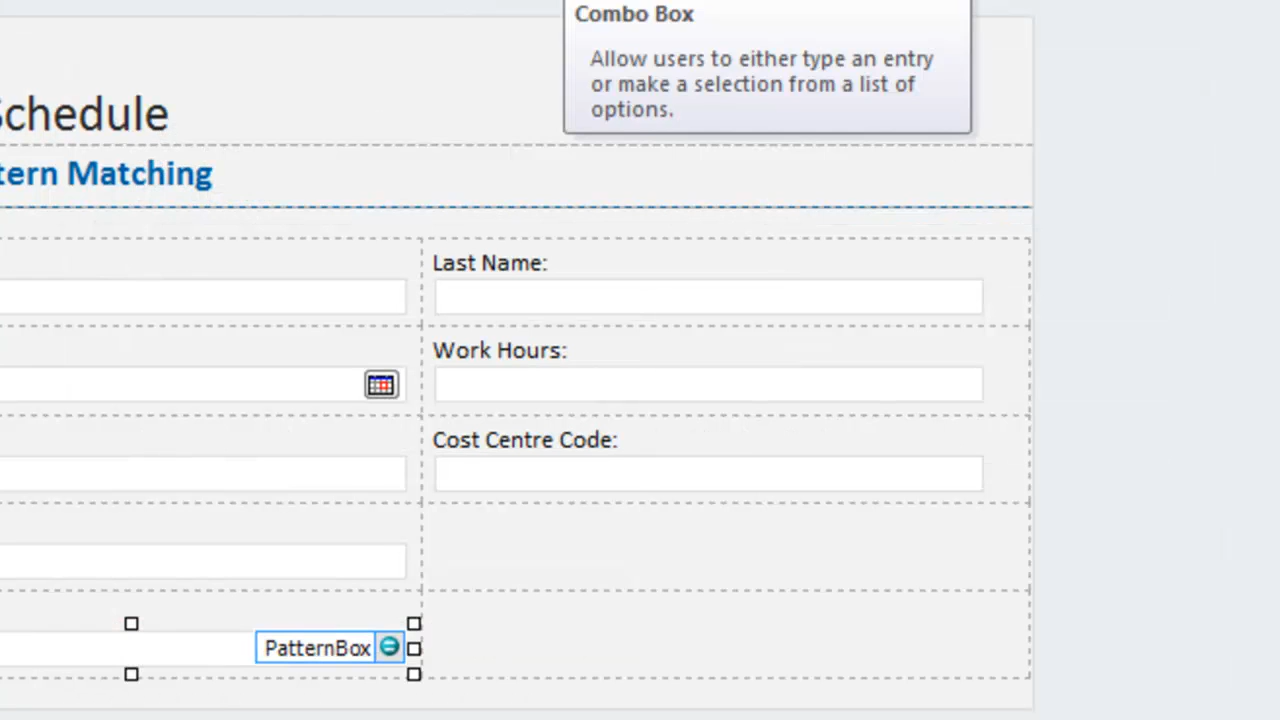 Combo Box
Allow users to either type an entry
or make a selection from a list of
options.
Schedule
tern Matching
Last Name:
Work Hours:
Cost Centre Code:
PatternBox